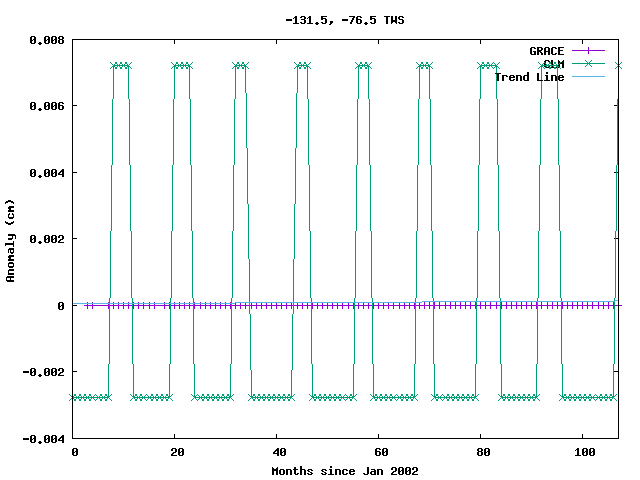 -131.5, -76.5 TWS
0.008
0.006
0.004
0.002
0
-0.002
-0.004
Anomaly (cm)
GRACE
CLM
Trend Line
0 20 40 60 80 100
Months since Jan 2002